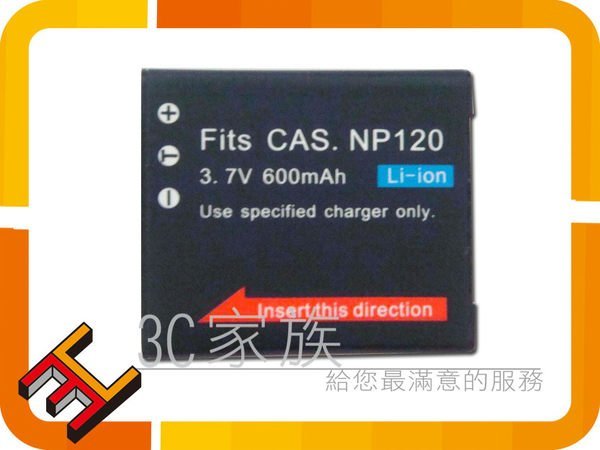 Fits CAS. NP120
3.7V 600mAh Li-ion
Use specified charger only.
+
T
−
Insert this direction
3C家族
給您最滿意的服務